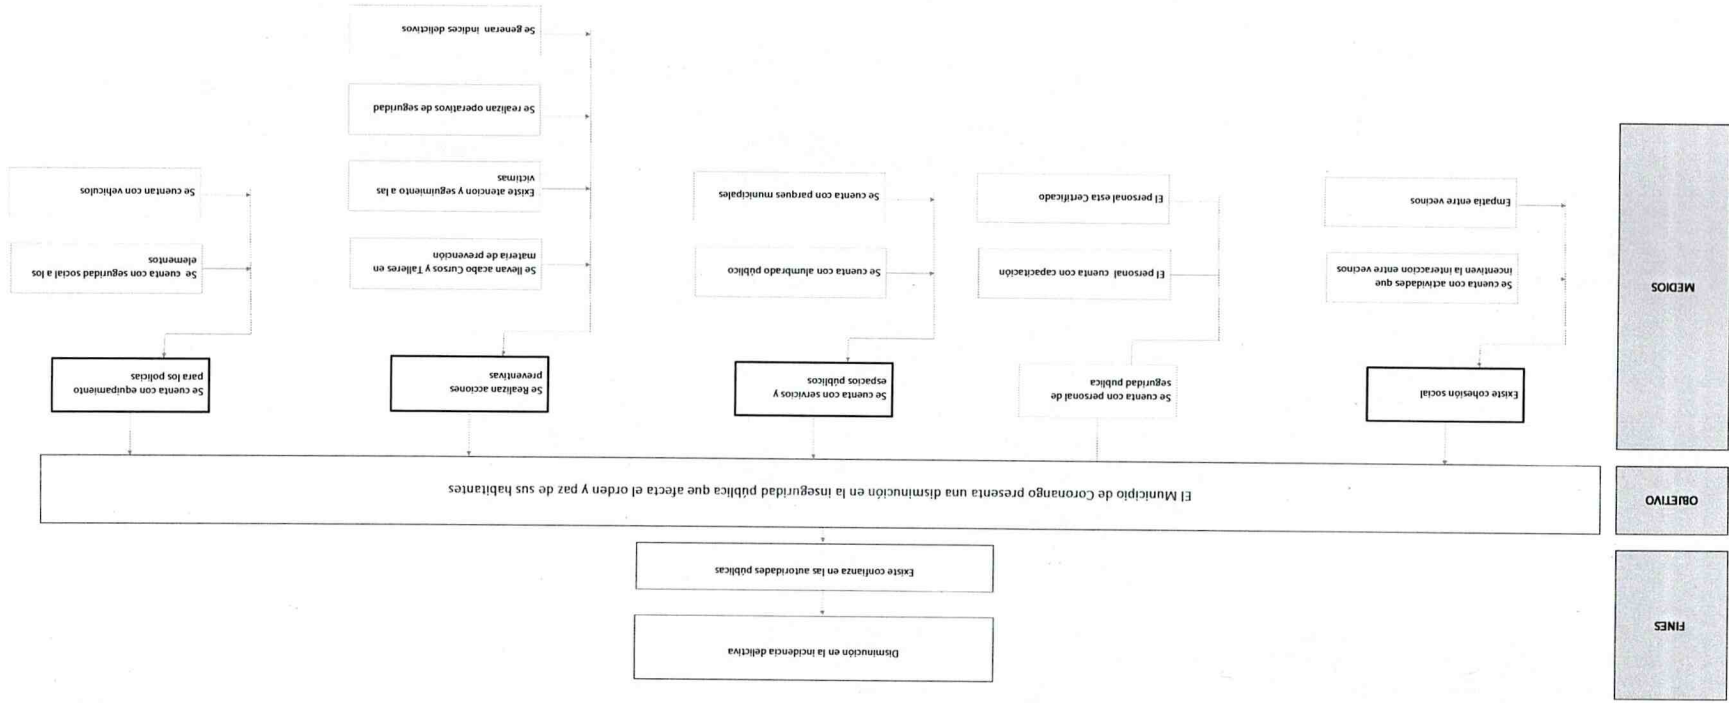 FINES
Disminución en la incidencia delictiva
Existe confianza en las autoridades públicas
OBJETIVO
El Municipio de Coronango presenta una disminución en la inseguridad pública que afecta el orden y paz de sus habitantes
MEDIOS
Existe cohesión social
Se cuenta con actividades que
incentiven la interaccion entre vecinos
Empatia entre vecinos
Se cuenta con personal de
seguridad publica
El personal cuenta con capacitación
El personal esta Certificado
Se cuenta con servicios y
espacios públicos
Se cuenta con alumbrado público
Se cuenta con parques municipales
Se Realizan acciones
preventivas
Se llevan acabo Cursos y Talleres en
materia de prevención
Existe atencion y seguimiento a las
victimas
Se realizan operativos de seguridad
Se generan indices delictivos
Se cuenta con equipamiento
para los policias
Se cuenta con seguridad social a los
elementos
Se cuentan con vehiculos